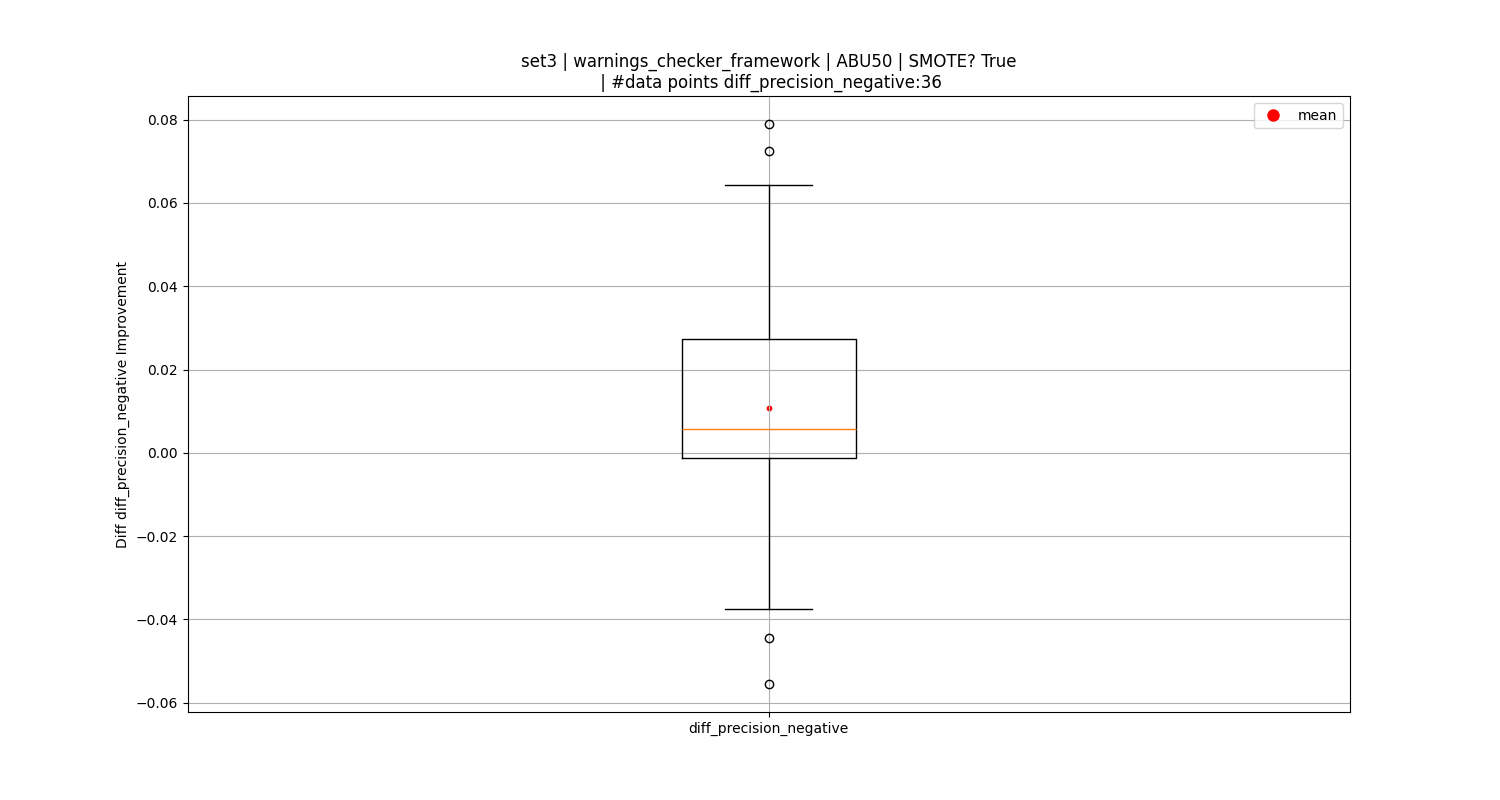 set3 | warnings_checker_framework | ABU50 | SMOTE? True
| #data points diff_precision_negative:36
mean
0.08
0.06
0.04
0.02
0.00
−0.02
−0.04
−0.06
Diff diff_precision_negative Improvement
diff_precision_negative